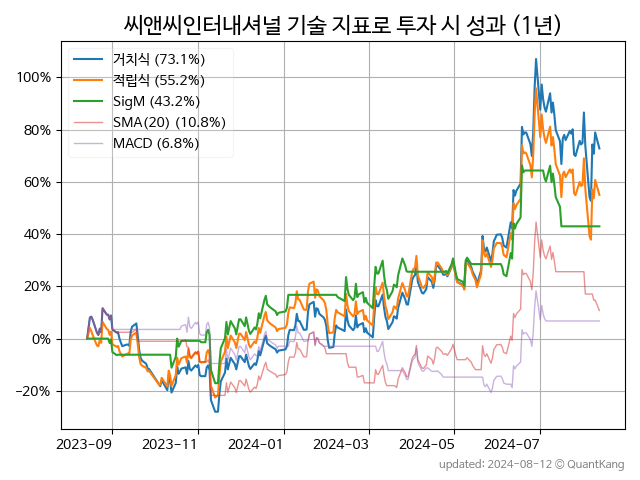 씨앤씨인터내셔널 기술 지표로 투자 시 성과 (1년)
거치식 (73.1%)
적립식 (55.2%)
SigM (43.2%)
SMA(20) (10.8%)
MACD (6.8%)
100%
80%
60%
40%
20%
0%
−20%
2023-09
2023-11
2024-01
2024-03
2024-05
2024-07
updated: 2024-08-12 © QuantKang